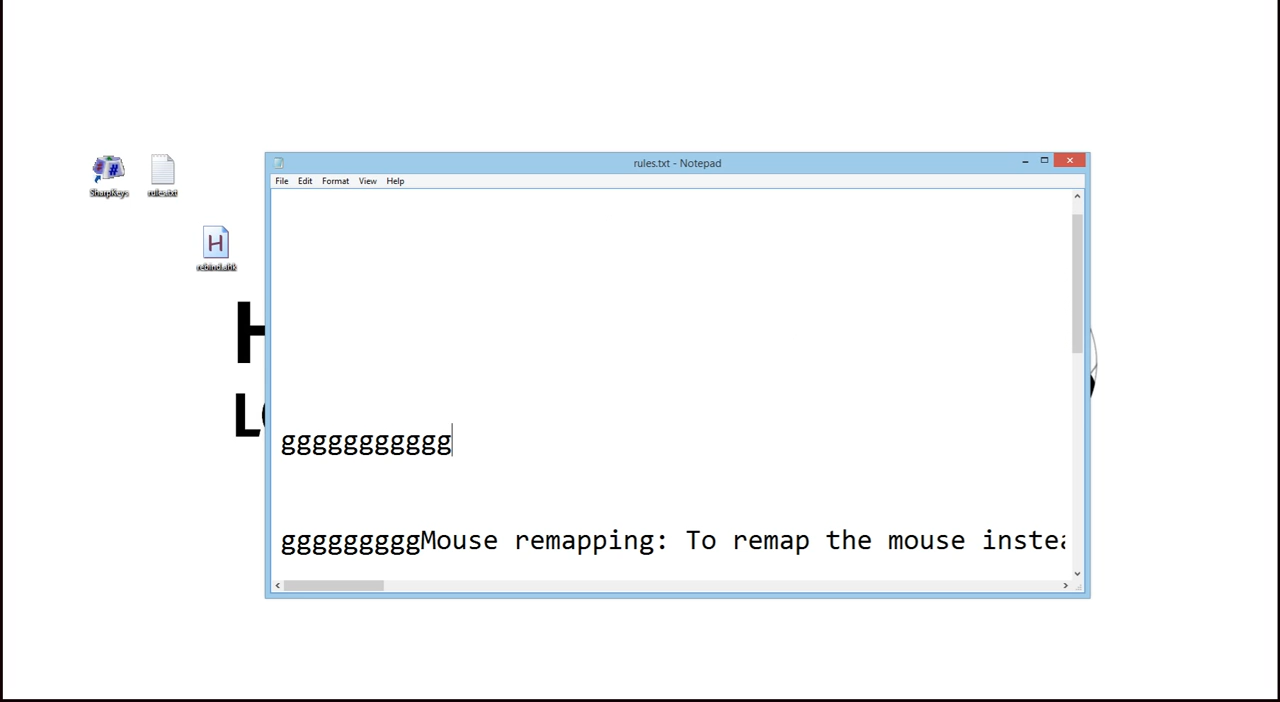 rules.txt - Notepad
File Edit Format View Help
SharpKeys
rules.txt
rebind.ahk
H
L
ggggggggggg
gggggggggMouse remapping: To remap the mouse instea